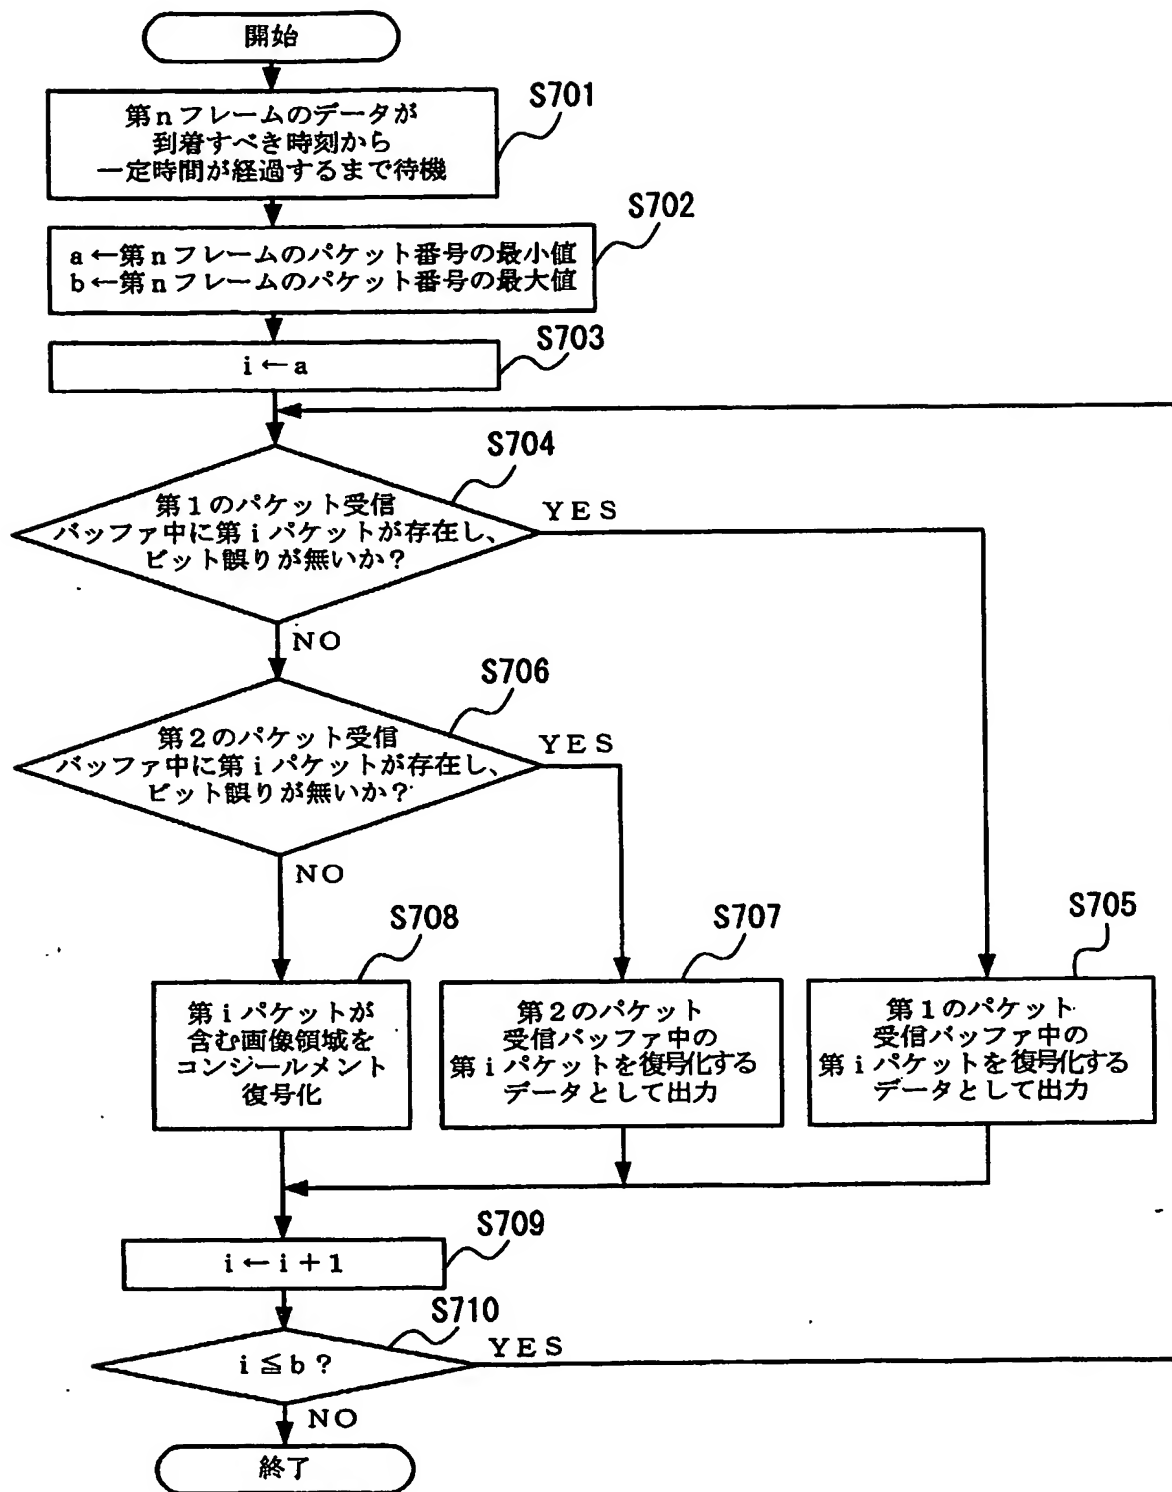 開始
第nフレームのデータが
到着すべき時刻から
一定時間が経過するまで待機
S701
S702
a←第nフレームのパケット番号の最小値
b←第nフレームのパケット番号の最大値
S703
i←a
S704
第1のパケット受信
バッファ中に第iパケットが存在し、
ビット誤りが無いか?
YES
NO
S706
第2のパケット受信
バッファ中に第iパケットが存在し、
ビット誤りが無いか?
YES
NO
S708
第iパケットが
含む画像領域を
コンシールメント
復号化
S707
第2のパケット
受信バッファ中の
第iパケットを復号化する
データとして出力
S705
第1のパケット
受信バッファ中の
第iパケットを復号化する
データとして出力
S709
i←i+1
S710
i≦b?
YES
NO
終了